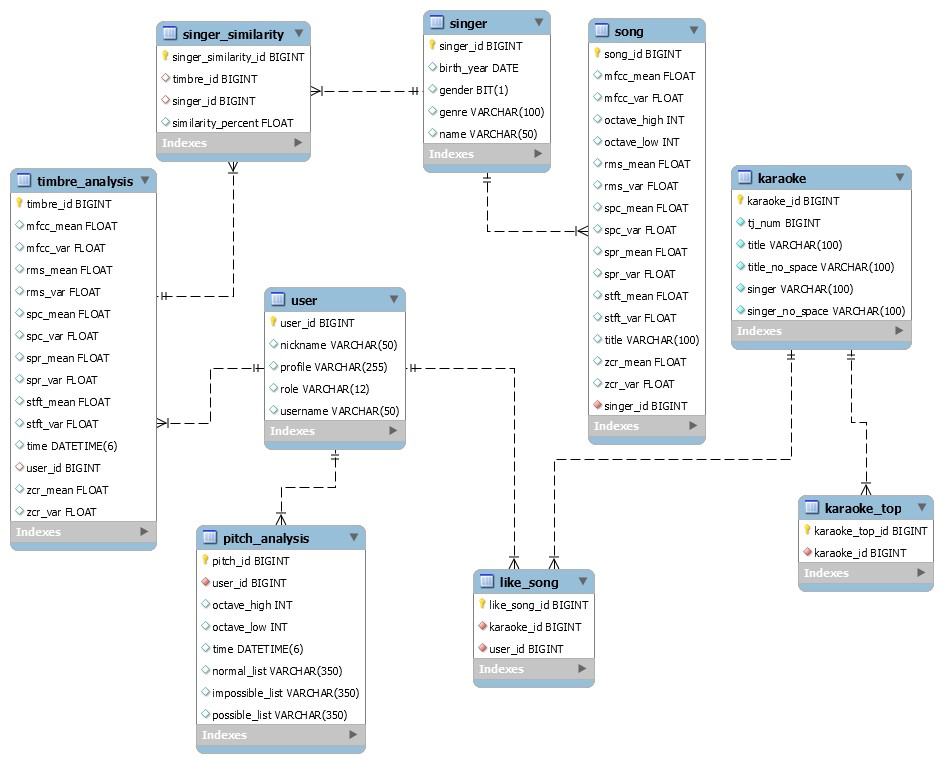 singer_similarity
singer_similarity_id BIGINT
timbre_id BIGINT
singer_id BIGINT
similarity_percent FLOAT
Indexes
singer
singer_id BIGINT
birth_year DATE
gender BIT(1)
genre VARCHAR(100)
name VARCHAR(50)
Indexes
song
song_id BIGINT
mfcc_mean FLOAT
mfcc_var FLOAT
octave_high INT
octave_low INT
rms_mean FLOAT
rms_var FLOAT
spc_mean FLOAT
spc_var FLOAT
spr_mean FLOAT
spr_var FLOAT
stft_mean FLOAT
stft_var FLOAT
title VARCHAR(100)
zcr_mean FLOAT
zcr_var FLOAT
singer_id BIGINT
Indexes
karaoke
karaoke_id BIGINT
tj_num BIGINT
title VARCHAR(100)
title_no_space VARCHAR(100)
singer VARCHAR(100)
singer_no_space VARCHAR(100)
Indexes
timbre_analysis
timbre_id BIGINT
mfcc_mean FLOAT
mfcc_var FLOAT
rms_mean FLOAT
rms_var FLOAT
spc_mean FLOAT
spc_var FLOAT
spr_mean FLOAT
spr_var FLOAT
stft_mean FLOAT
stft_var FLOAT
time DATETIME(6)
user_id BIGINT
zcr_mean FLOAT
zcr_var FLOAT
Indexes
user
user_id BIGINT
nickname VARCHAR(50)
profile VARCHAR(255)
role VARCHAR(12)
username VARCHAR(50)
Indexes
pitch_analysis
pitch_id BIGINT
user_id BIGINT
octave_high INT
octave_low INT
time DATETIME(6)
normal_list VARCHAR(350)
impossible_list VARCHAR(350)
possible_list VARCHAR(350)
Indexes
like_song
like_song_id BIGINT
karaoke_id BIGINT
user_id BIGINT
Indexes
karaoke_top
karaoke_top_id BIGINT
karaoke_id BIGINT
Indexes